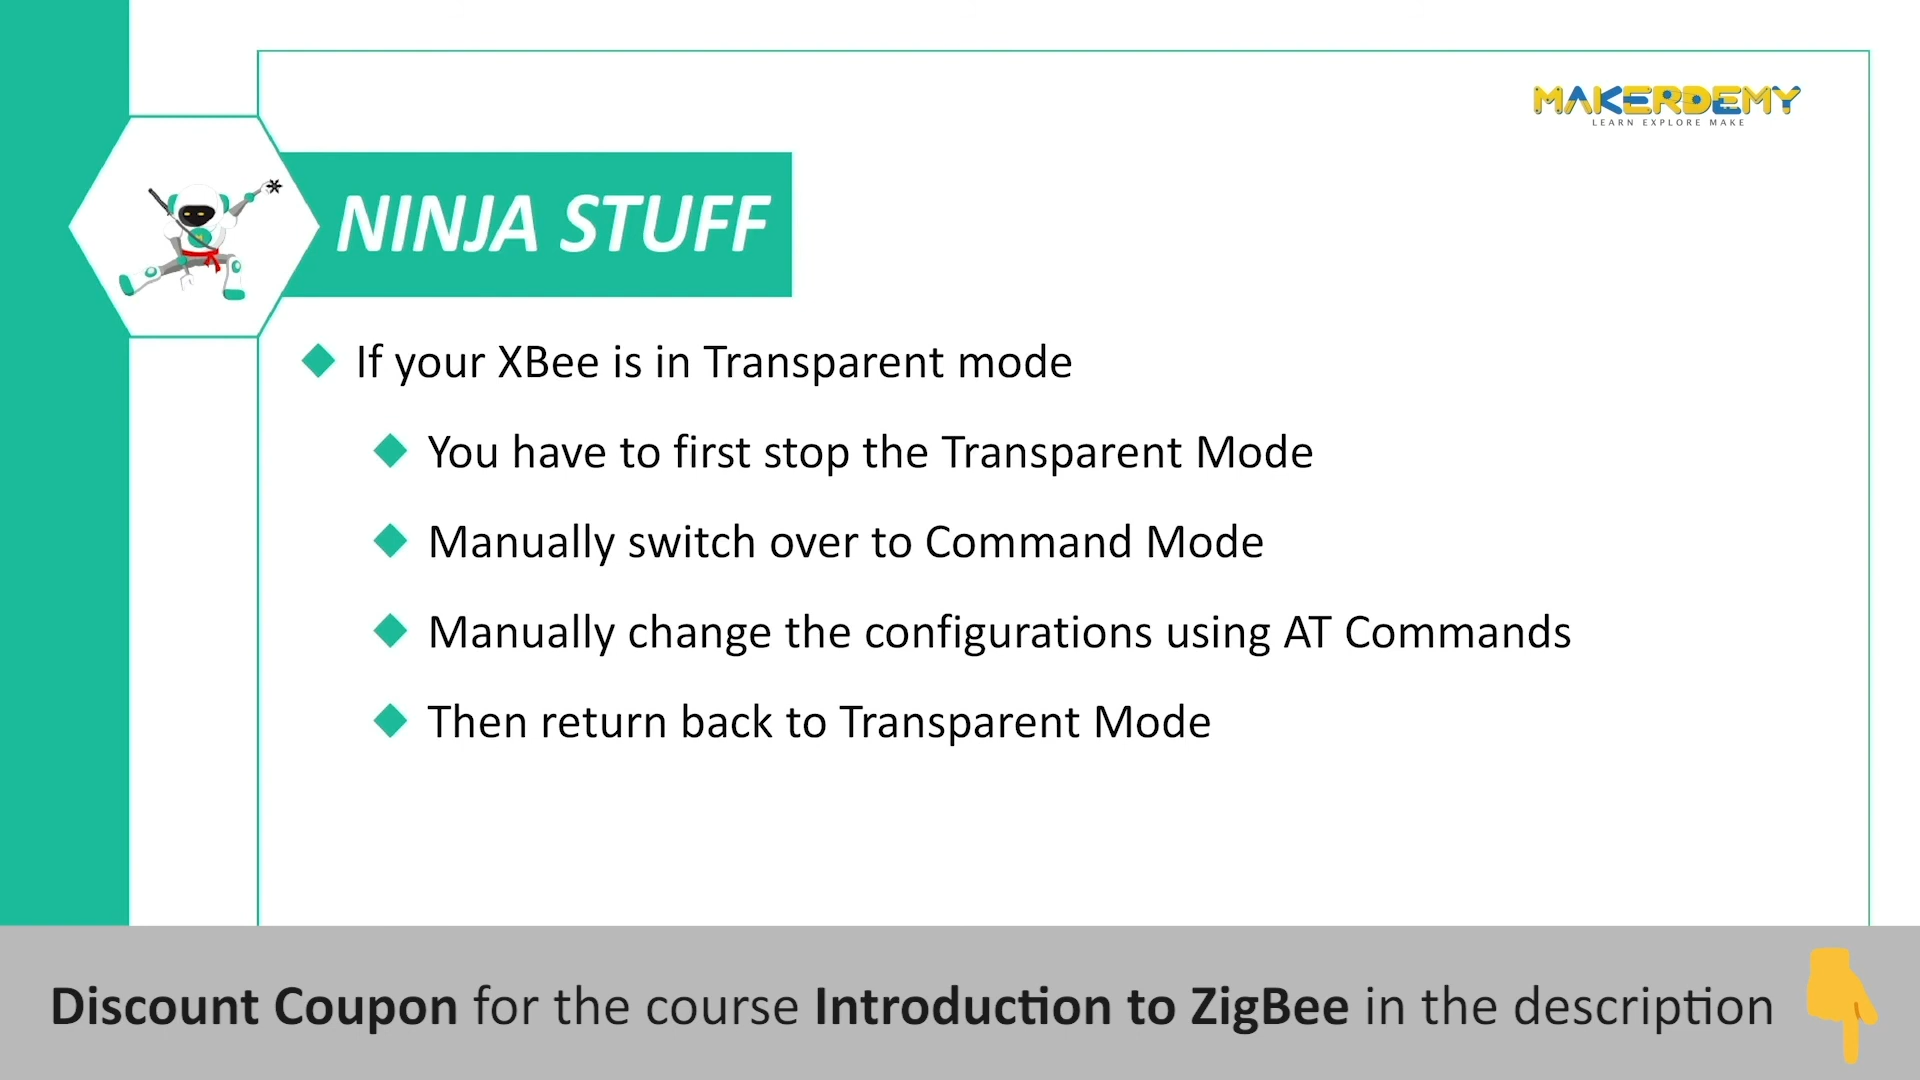 MAKERDEMY
LEARN EXPLORE MAKE
NINJA STUFF
If your XBee is in Transparent mode
You have to first stop the Transparent Mode
Manually switch over to Command Mode
Manually change the configurations using AT Commands
Then return back to Transparent Mode
Discount Coupon for the course Introduction to ZigBee in the description